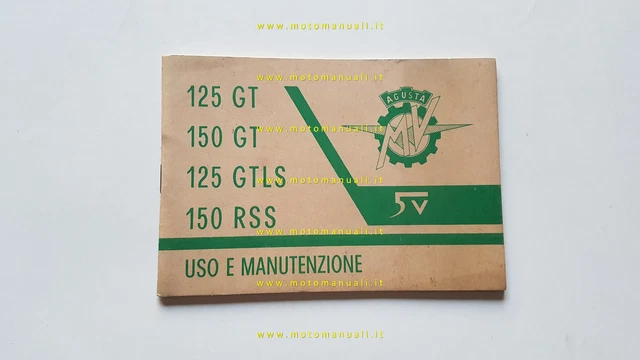 www.motomanuali.it
www.motomanuali.it
125 GT
150 GT
125 GTLS
150 RSS
AGUSTA
MV
5V
USO E MANUTENZIONE
www.motomanuali.it
www.motomanuali.it
www.motomanuali.it
www.motomanuali.it
www.motomanuali.it